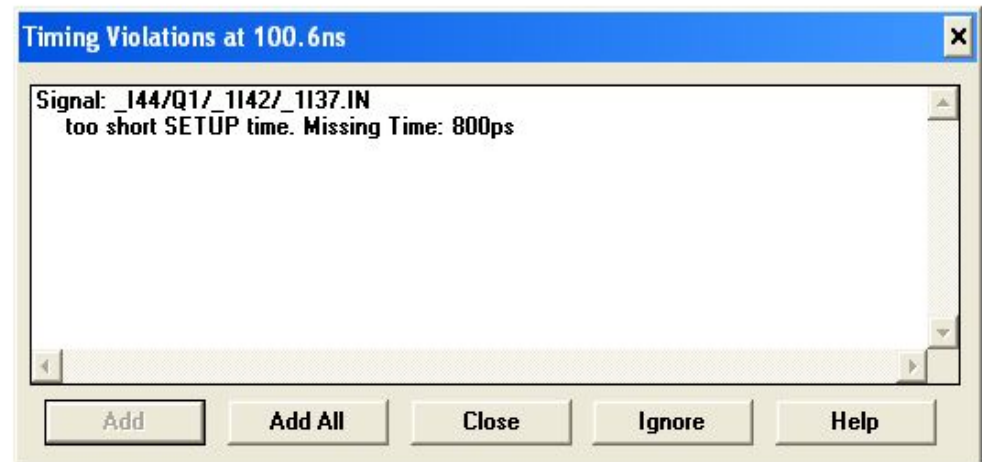 Timing Violations at 100.6ns
Signal: _I44/Q1/_1I42/_1I37.IN
too short SETUP time. Missing Time: 800ps
Add Add All Close Ignore Help